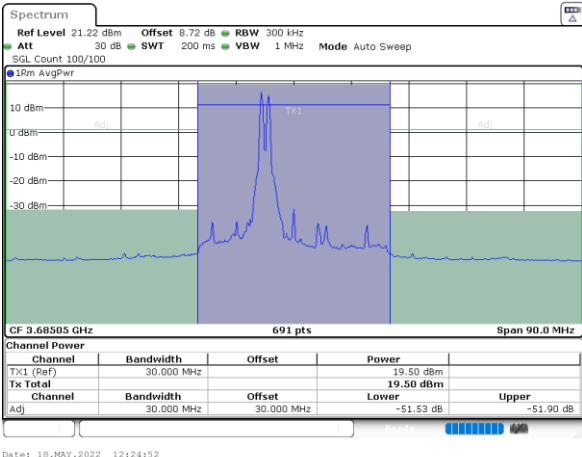 Spectrum
Ref Level 21.22 dBm Offset 8.72 dB RBW 300 kHz
Att 30 dB SWT 200 ms VBW 1 MHz Mode Auto Sweep
SGL Count 100/100
1Rm AvgPwr
10 dBm
TX1
Adj
Adj
0 dBm
-10 dBm
-20 dBm
-30 dBm
CF 3.68505 GHz 691 pts Span 90.0 MHz
Channel Power
Channel Bandwidth Offset Power
TX1 (Ref) 30.000 MHz 19.50 dBm
Tx Total 19.50 dBm
Channel Bandwidth Offset Lower Upper
Adj 30.000 MHz 30.000 MHz -51.53 dB -51.90 dB
Ready
Date: 18.MAY.2022 12:24:52